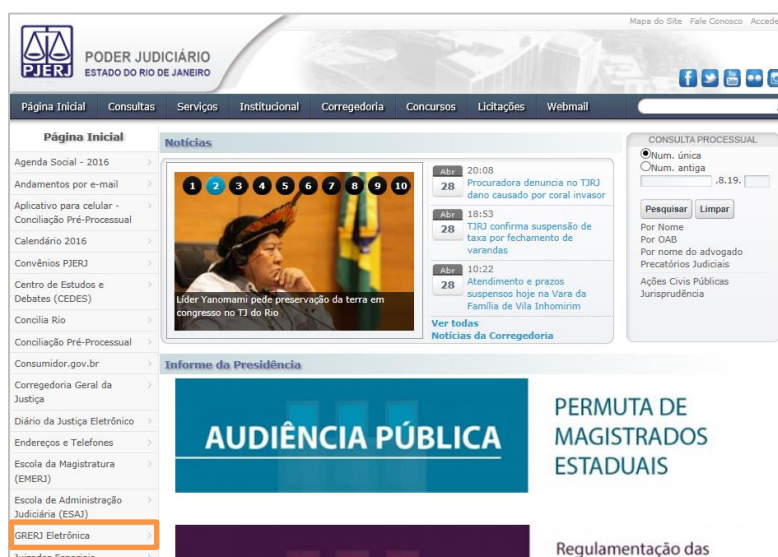 Mapa do Site Fale Conosco
PJERJ
PODER JUDICIÁRIO
ESTADO DO RIO DE JANEIRO
Página Inicial Consultas Serviços Institucional Corregedoria Concursos Licitações Webmail
Página Inicial
Agenda Social - 2016
Andamentos por e-mail
Aplicativo para celular -
Conciliação Pré-Processual
Calendário 2016
Convênios PJERJ
Centro de Estudos e
Debates (CEDES)
Concilia Rio
Conciliação Pré-Processual
Consumidor.gov.br
Corregedoria Geral da
Justiça
Diário da Justiça Eletrônico
Endereços e Telefones
Escola da Magistratura
(EMERJ)
Escola de Administração
Judiciária (ESAJ)
GRERJ Eletrônica
Notícias
1 2 3 4 5 6 7 8 9 10
Líder Yanomami pede preservação da terra em
congresso no TJ do Rio
Abr 28 20:08
Procuradora denuncia no TJRJ
dano causado por coral invasor
Abr 28 18:53
TJRJ confirma suspensão de
taxa por fechamento de
varandas
Abr 28 10:22
Atendimento e prazos
suspensos hoje na Vara da
Família de Vila Inhomirim
Ver todas
Notícias da Corregedoria
CONSULTA PROCESSUAL
Num. única
Num. antiga
.8.19.
Pesquisar Limpar
Por Nome
Por OAB
Por nome do advogado
Precatórios Judiciais
Ações Civis Públicas
Jurisprudência
Informe da Presidência
AUDIÊNCIA PÚBLICA
PERMUTA DE
MAGISTRADOS
ESTADUAIS
Regulamentação das